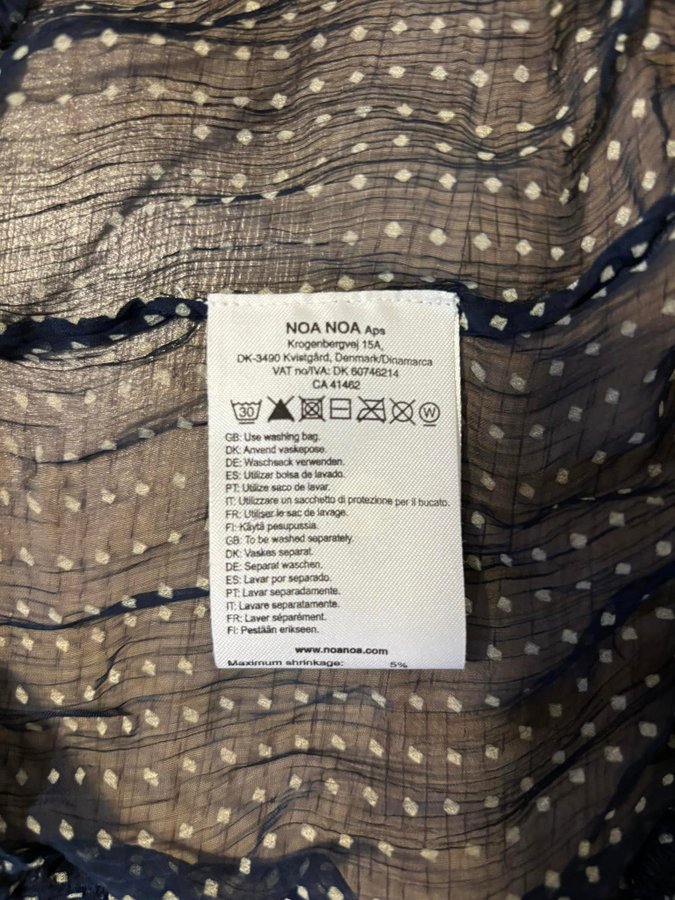 NOA NOA Aps
Krogenbergvej 15A,
DK-3490 Kvistgård, Denmark/Dinamarca
VAT no/IVA: DK 60746214
CA 41462
30 W
GB: Use washing bag.
DK: Anvend vaskepose.
DE: Waschsack verwenden.
ES: Utilizar bolsa de lavado.
PT: Utilize saco de lavar.
IT: Utilizzare un sacchetto di protezione per il bucato.
FR: Utiliser le sac de lavage.
FI: Käytä pesupussia.
GB: To be washed separately.
DK: Vaskes separat.
DE: Separat waschen.
ES: Lavar por separado.
PT: Lavar separadamente.
IT: Lavare separatamente.
FR: Laver séparément.
FI: Pestään erikseen.
www.noanoa.com
Maximum shrinkage: 5%